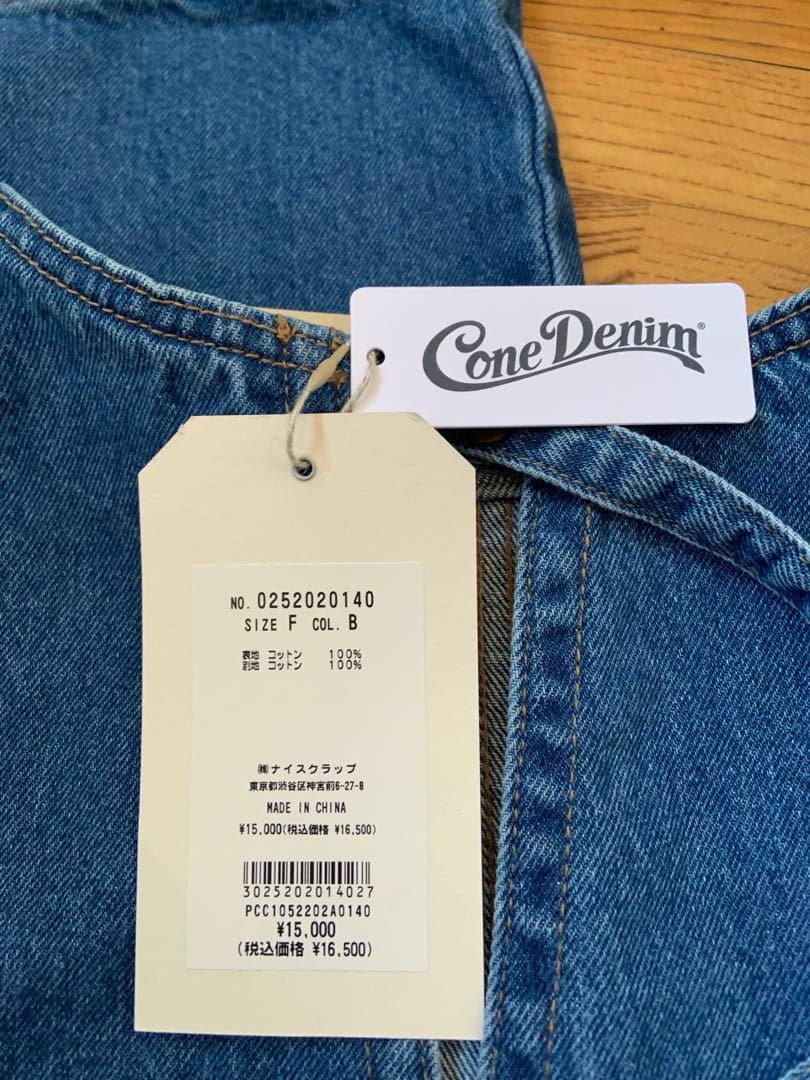 Cone Denim®
NO. 0252020140
SIZE F COL. B
表地 コットン 100%
別地 コットン 100%
㈱ナイスクラップ
東京都渋谷区神宮前6-27-8
MADE IN CHINA
¥15,000(税込価格 ¥16,500)
3025202014027
PCC1052202A0140
¥15,000
(税込価格 ¥16,500)